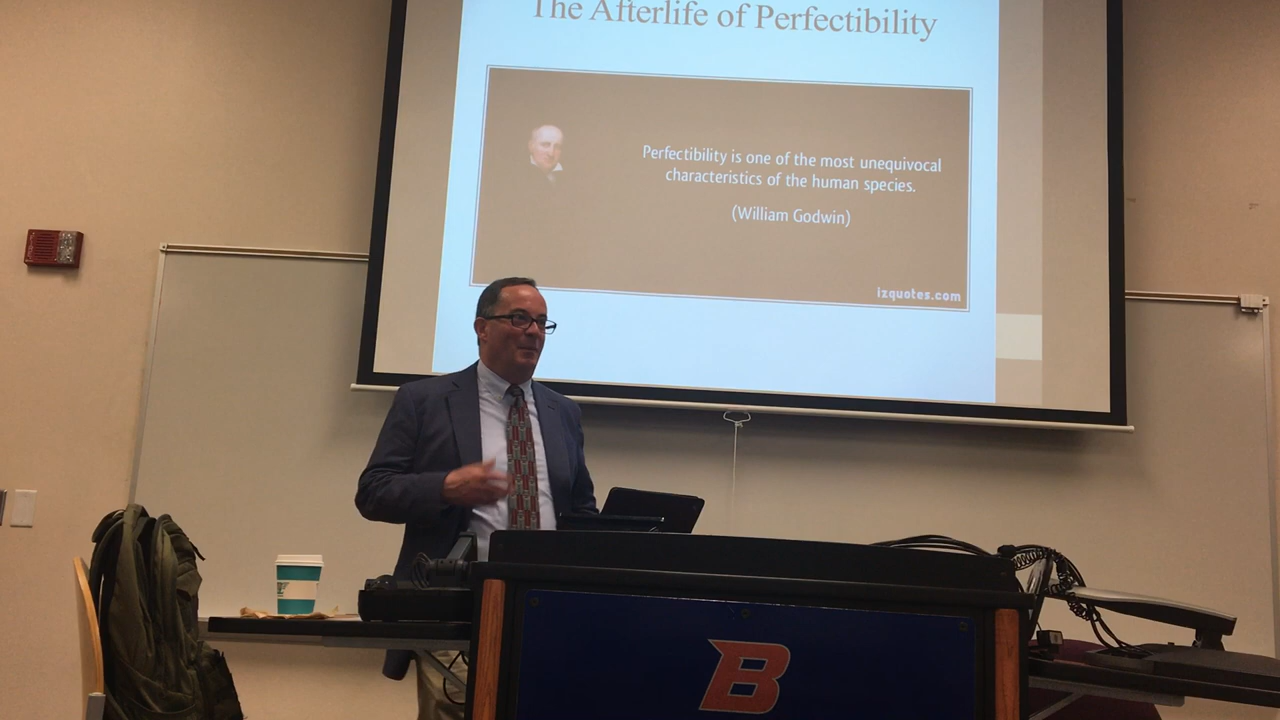 The Afterlife of Perfectibility
Perfectibility is one of the most unequivocal
characteristics of the human species.
(William Godwin)
izquotes.com
B